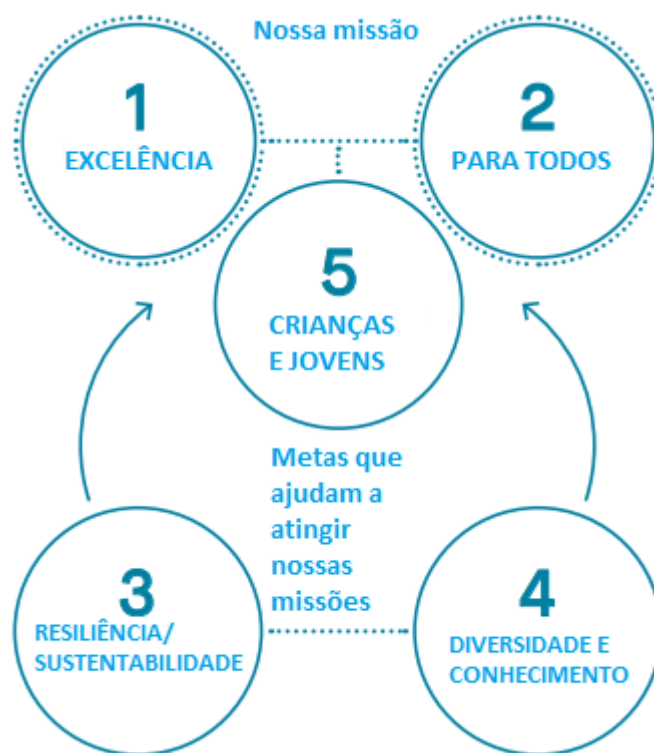 Nossa missão
1
EXCELÊNCIA
2
PARA TODOS
5
CRIANÇAS
E JOVENS
Metas que
ajudam a
atingir
nossas
missões
3
RESILIÊNCIA/
SUSTENTABILIDADE
4
DIVERSIDADE E
CONHECIMENTO